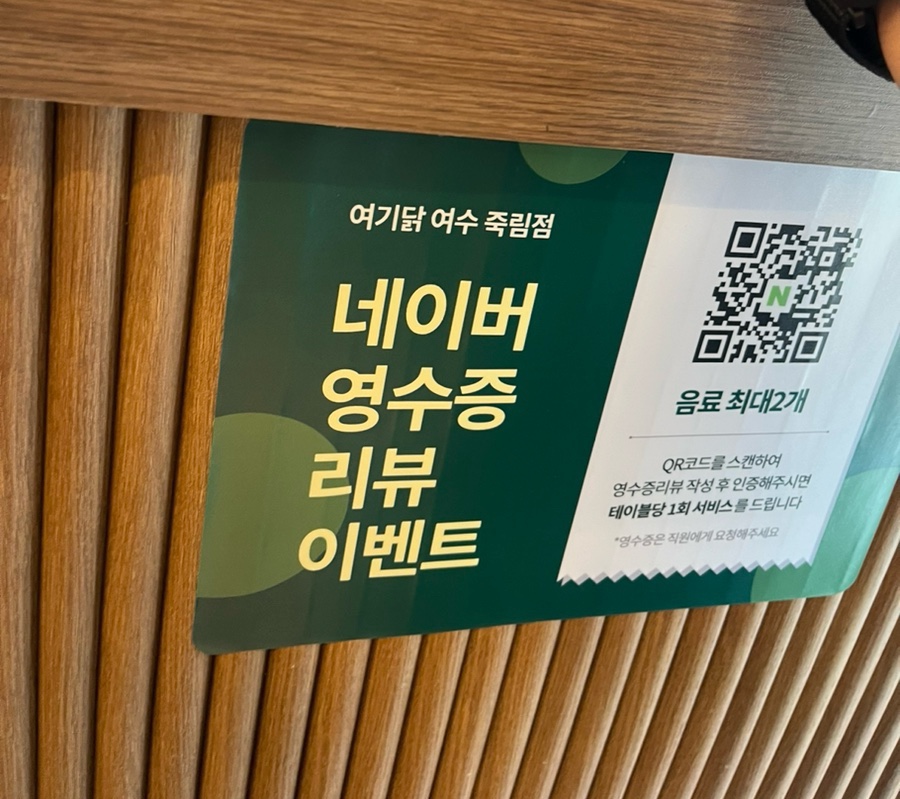 여기닭 여수 죽림점
네이버
영수증
리뷰
이벤트
N
음료 최대2개
QR코드를 스캔하여
영수증리뷰 작성 후 인증해주시면
테이블당 1회 서비스를 드립니다
*영수증은 직원에게 요청해주세요